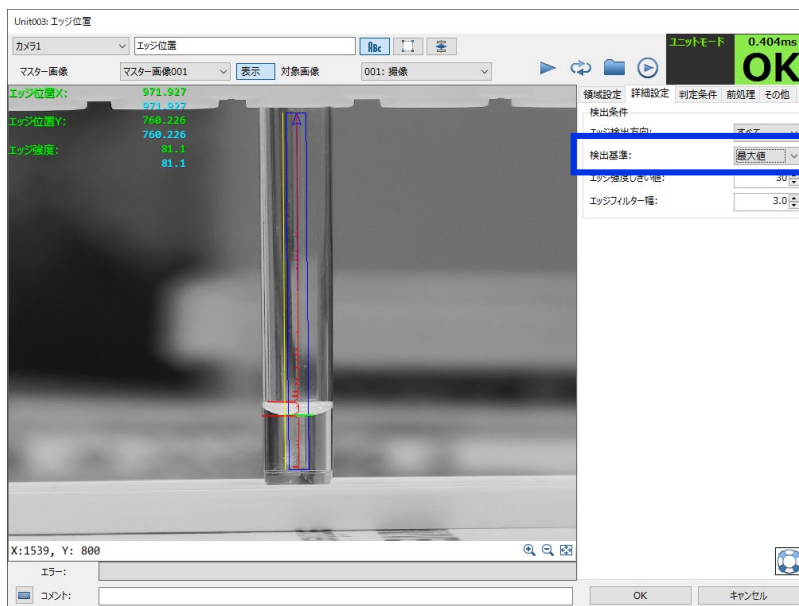 Unit003: エッジ位置
カメラ1 エッジ位置 ABC
マスター画像 マスター画像001 表示 対象画像 001: 撮像
ユニットモード 0.404ms
OK
エッジ位置X: 971.927
971.927
エッジ位置Y: 760.226
760.226
エッジ強度: 81.1
81.1
領域設定 詳細設定 判定条件 前処理 その他
検出条件
エッジ検出方向: すべて
検出基準: 最大値
エッジ強度しきい値: 30
エッジフィルター幅: 3.0
X:1539, Y: 800
エラー:
コメント:
OK キャンセル